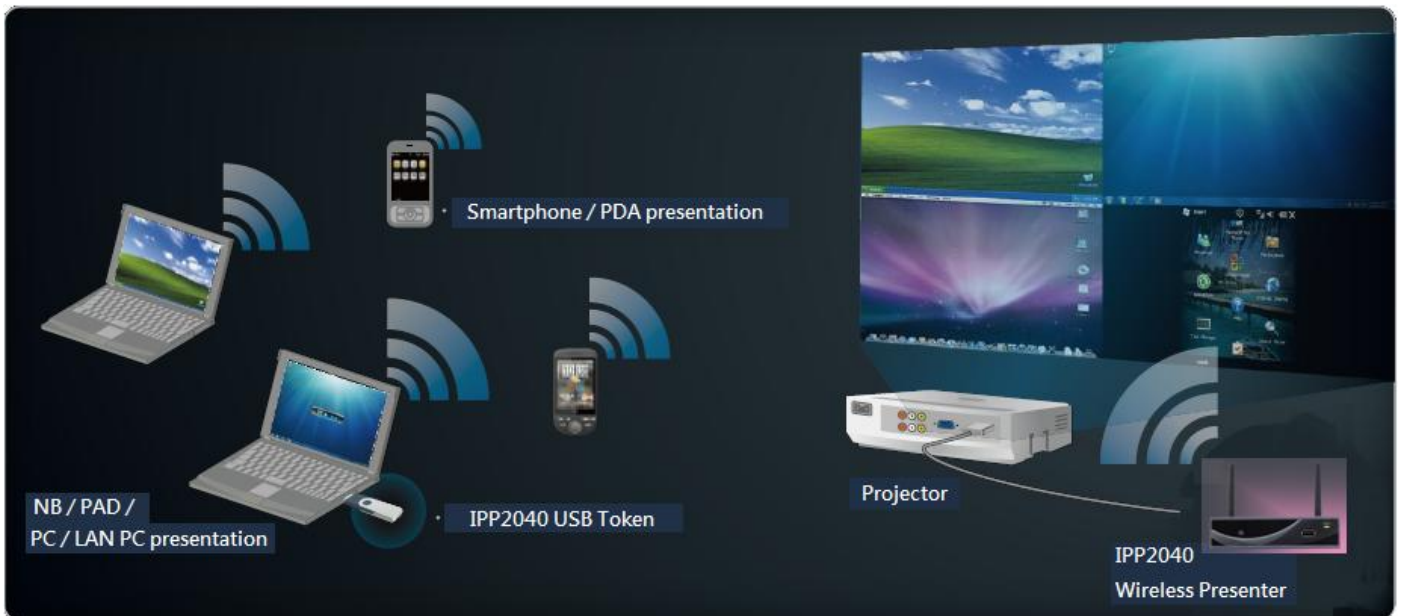 Smartphone / PDA presentation
NB / PAD /
PC / LAN PC presentation
IPP2040 USB Token
Projector
IPP2040
Wireless Presenter